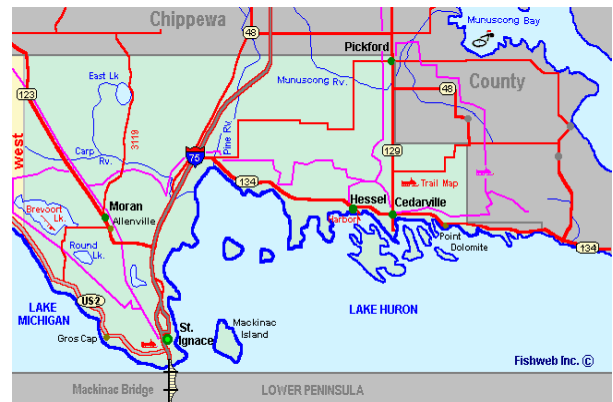 Chippewa
Munuscong Bay
48
Pickford
East Lk
Munuscong Rv.
County
123
48
west
Carp
Rv.
3119
Pine Rv.
75
129
134
Trail Map
Moran
Hessel
Cedarville
Brevoort
Lk.
Allenville
Harbor
Round
Lk.
Point
Dolomite
134
US2
LAKE
MICHIGAN
LAKE HURON
St.
Ignace
Mackinac
Island
Gros Cap
Fishweb Inc. ©
Mackinac Bridge
LOWER PENINSULA